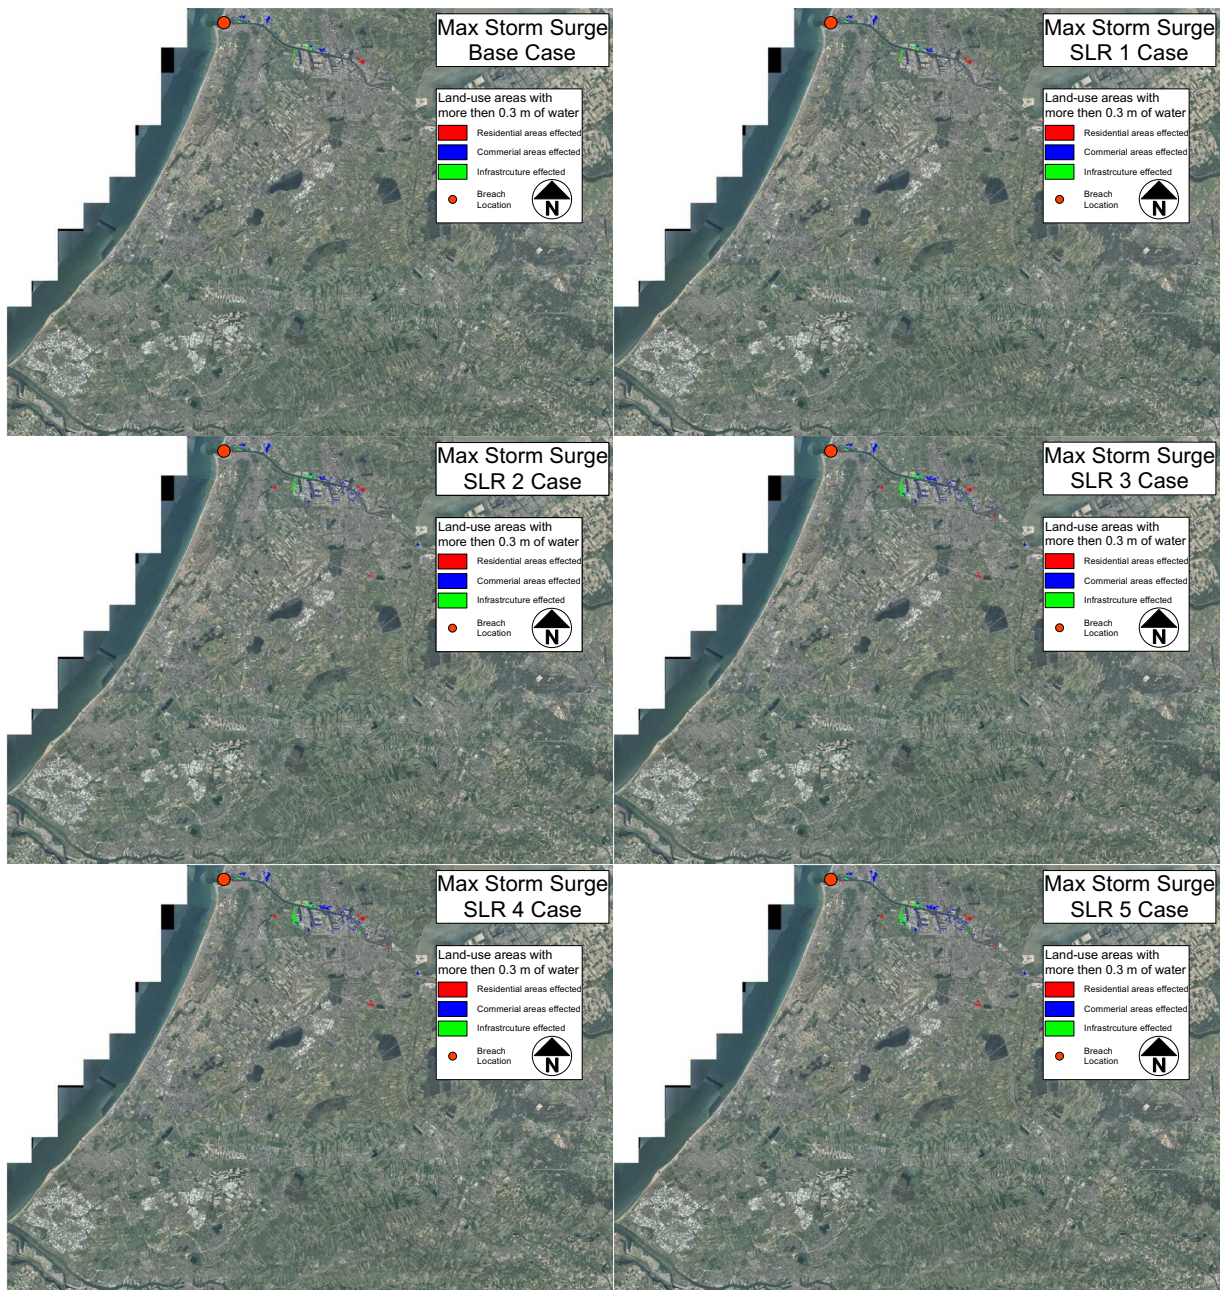 Max Storm Surge
Base Case
Land-use areas with
more then 0.3 m of water
Residential areas effected
Commerial areas effected
Infrastrcuture effected
Breach
Location
N
Max Storm Surge
SLR 1 Case
Land-use areas with
more then 0.3 m of water
Residential areas effected
Commerial areas effected
Infrastrcuture effected
Breach
Location
N
Max Storm Surge
SLR 2 Case
Land-use areas with
more then 0.3 m of water
Residential areas effected
Commerial areas effected
Infrastrcuture effected
Breach
Location
N
Max Storm Surge
SLR 3 Case
Land-use areas with
more then 0.3 m of water
Residential areas effected
Commerial areas effected
Infrastrcuture effected
Breach
Location
N
Max Storm Surge
SLR 4 Case
Land-use areas with
more then 0.3 m of water
Residential areas effected
Commerial areas effected
Infrastrcuture effected
Breach
Location
N
Max Storm Surge
SLR 5 Case
Land-use areas with
more then 0.3 m of water
Residential areas effected
Commerial areas effected
Infrastrcuture effected
Breach
Location
N